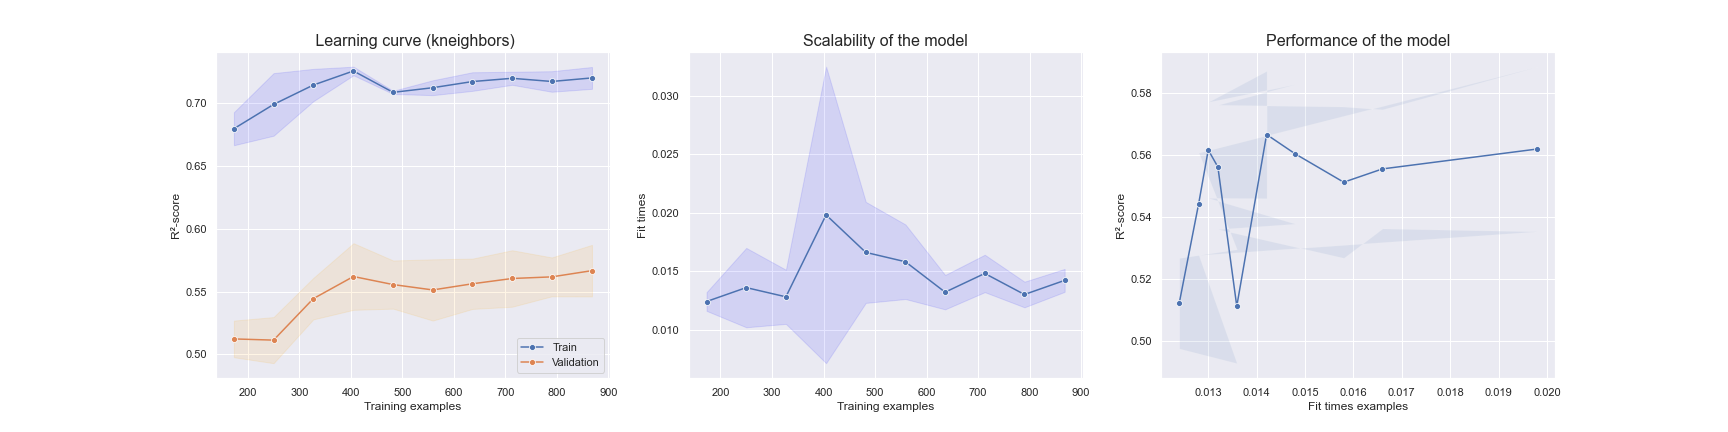 Learning curve (kneighbors)
R²-score
0.70
0.65
0.60
0.55
0.50
Train
Validation
200 300 400 500 600 700 800 900
Training examples
Scalability of the model
Fit times
0.030
0.025
0.020
0.015
0.010
200 300 400 500 600 700 800 900
Training examples
Performance of the model
R²-score
0.58
0.56
0.54
0.52
0.50
0.013 0.014 0.015 0.016 0.017 0.018 0.019 0.020
Fit times examples